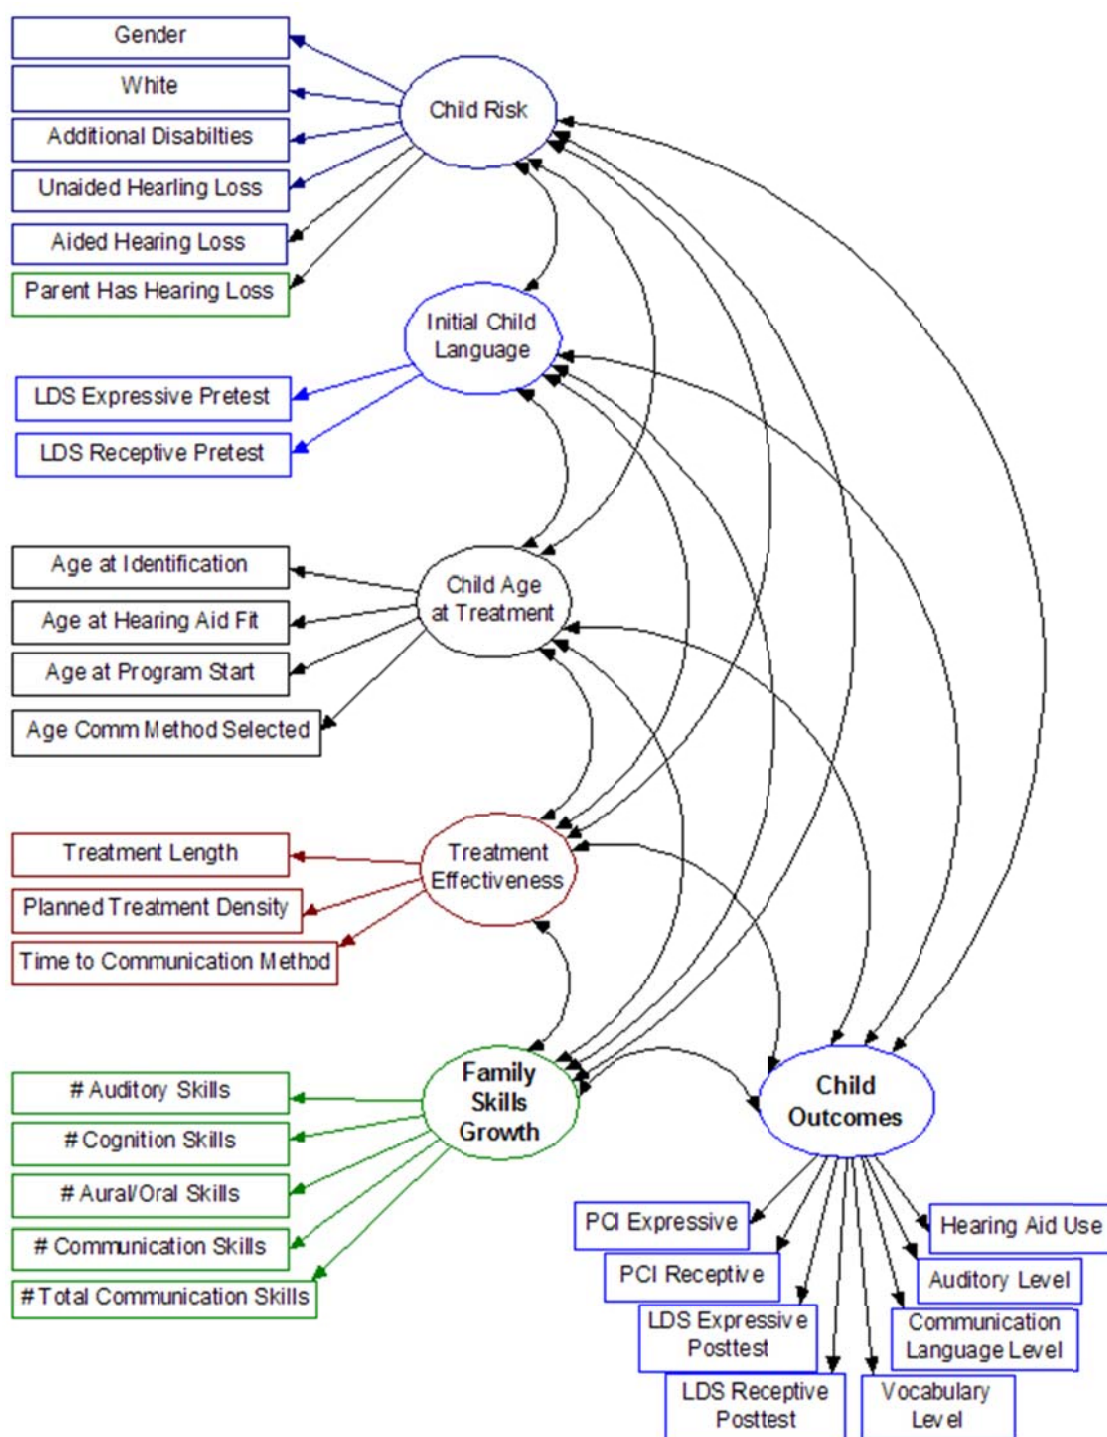 Gender
White
Additional Disabilties
Unaided Hearling Loss
Aided Hearing Loss
Parent Has Hearing Loss
Child Risk
Initial Child
Language
LDS Expressive Pretest
LDS Receptive Pretest
Age at Identification
Age at Hearing Aid Fit
Age at Program Start
Age Comm Method Selected
Child Age
at Treatment
Treatment Length
Planned Treatment Density
Time to Communication Method
Treatment
Effectiveness
# Auditory Skills
# Cognition Skills
# Aural/Oral Skills
# Communication Skills
# Total Communication Skills
Family
Skills
Growth
Child
Outcomes
PCI Expressive
PCI Receptive
LDS Expressive
Posttest
LDS Receptive
Posttest
Hearing Aid Use
Auditory Level
Communication
Language Level
Vocabulary
Level